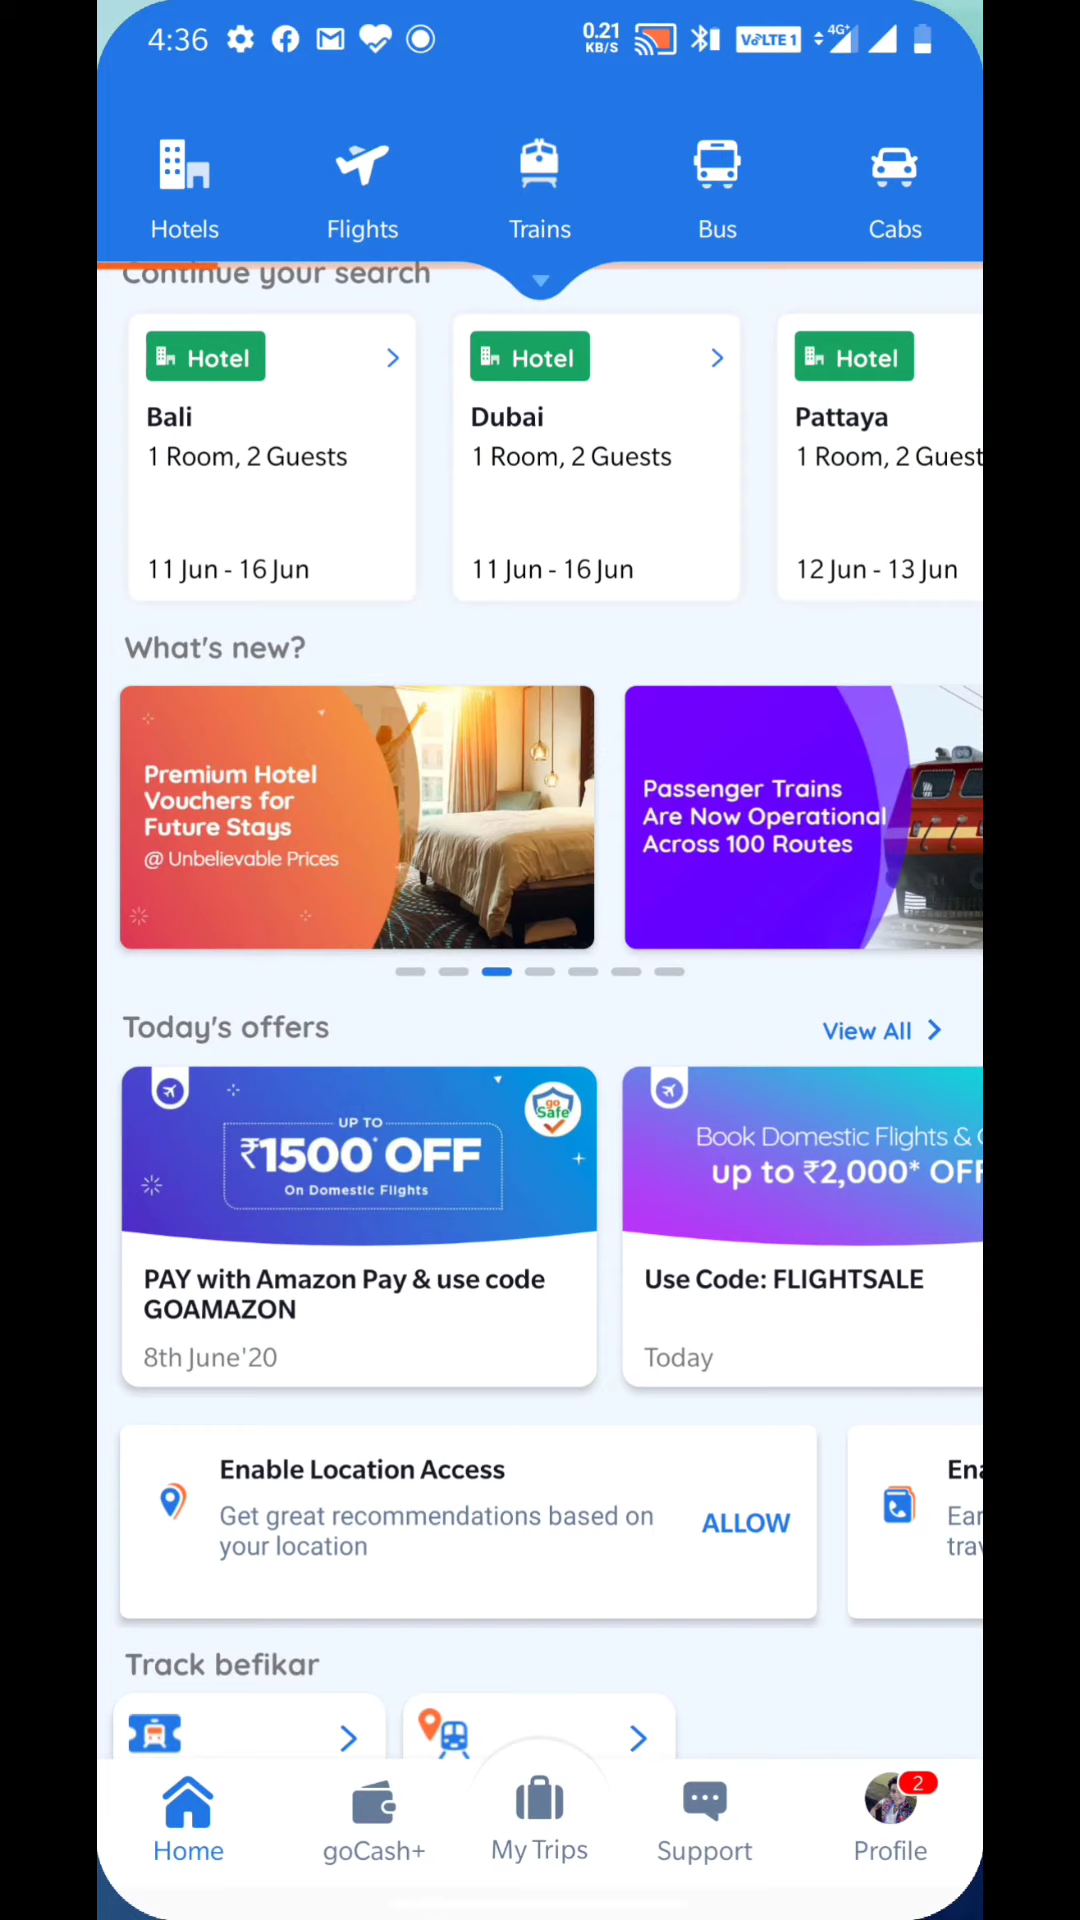 4:36
0.21
KB/S
VoLTE 1
4G+
Hotels
Flights
Trains
Bus
Cabs
Continue your search
Hotel
Hotel
Hotel
Bali
Dubai
Pattaya
1 Room, 2 Guests
1 Room, 2 Guests
1 Room, 2 Guest
11 Jun - 16 Jun
11 Jun - 16 Jun
12 Jun - 13 Jun
What's new?
Premium Hotel
Vouchers for
Future Stays
@ Unbelievable Prices
Passenger Trains
Are Now Operational
Across 100 Routes
Today's offers
View All
UP TO
₹1500* OFF
On Domestic Flights
go
Safe
Book Domestic Flights &
up to ₹2,000* OFF
PAY with Amazon Pay & use code
GOAMAZON
8th June'20
Use Code: FLIGHTSALE
Today
Enable Location Access
Get great recommendations based on
your location
ALLOW
Ena
Ear
tra
Track befikar
Home
goCash+
My Trips
Support
2
Profile